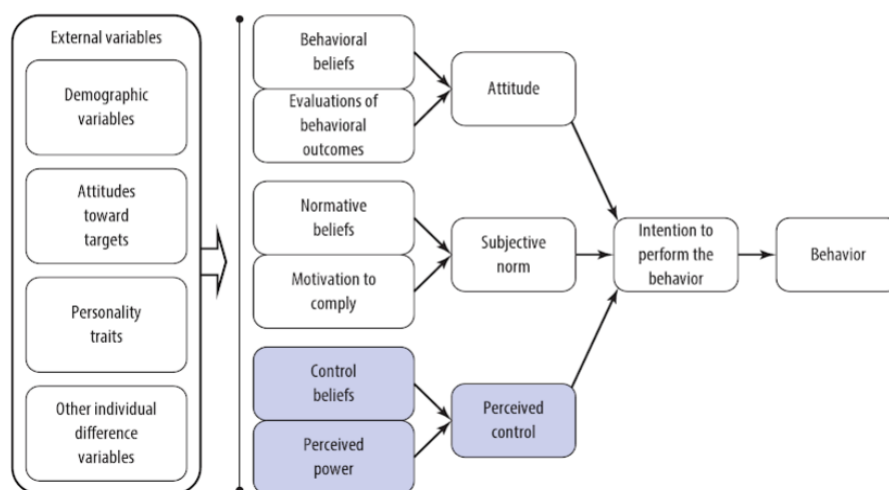 External variables
Demographic
variables
Attitudes
toward
targets
Personality
traits
Other individual
difference
variables
Behavioral
beliefs
Evaluations of
behavioral
outcomes
Attitude
Normative
beliefs
Motivation to
comply
Subjective
norm
Control
beliefs
Perceived
power
Perceived
control
Intention to
perform the
behavior
Behavior